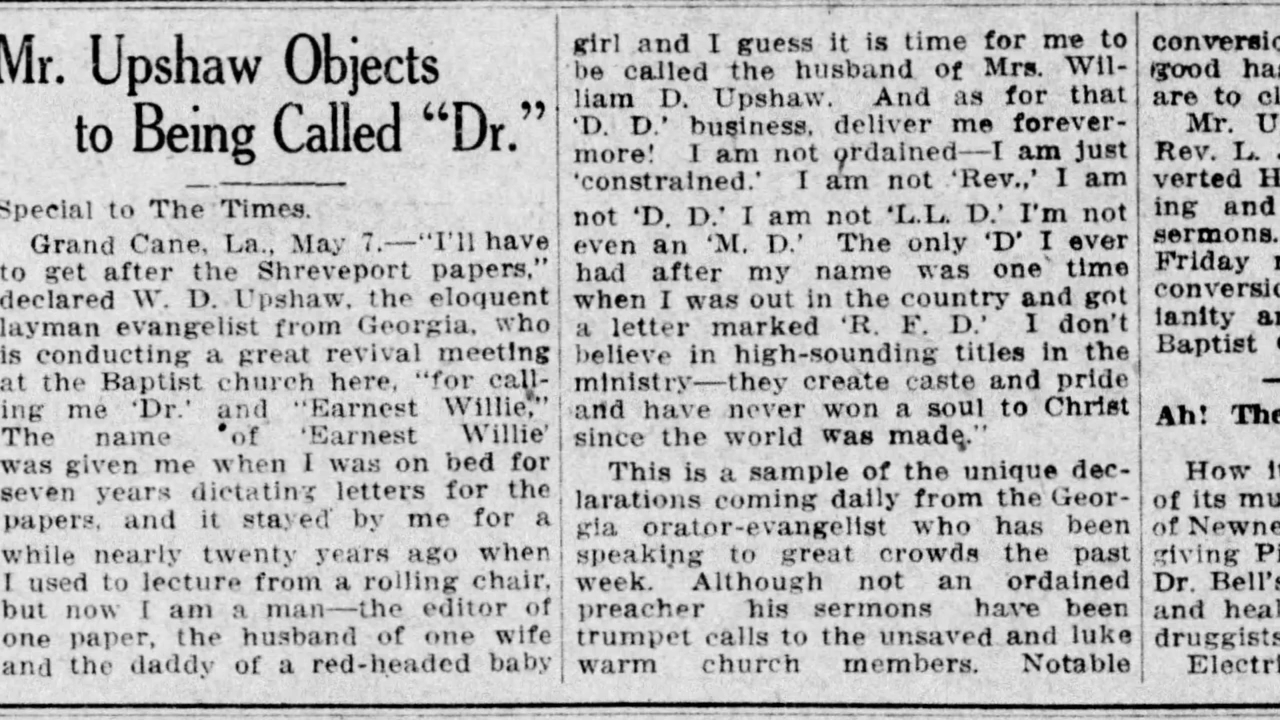 Mr. Upshaw Objects
to Being Called “Dr.”
Special to The Times.
Grand Cane, La., May 7.—“I'll have
to get after the Shreveport papers,”
declared W. D. Upshaw, the eloquent
layman evangelist from Georgia, who
is conducting a great revival meeting
at the Baptist church here, “for call-
ing me ‘Dr.’ and “Earnest Willie,”
The name of ‘Earnest Willie’
was given me when I was on bed for
seven years dictating letters for the
papers, and it stayed by me for a
while nearly twenty years ago when
I used to lecture from a rolling chair,
but now I am a man—the editor of
one paper, the husband of one wife
and the daddy of a red-headed baby
girl and I guess it is time for me to
be called the husband of Mrs. Wil-
liam D. Upshaw. And as for that
‘D. D.’ business, deliver me forever-
more! I am not ordained—I am just
‘constrained.’ I am not ‘Rev.,’ I am
not ‘D. D.’ I am not ‘L.L. D.’ I'm not
even an ‘M. D.’ The only ‘D’ I ever
had after my name was one time
when I was out in the country and got
a letter marked ‘R. F. D.’ I don't
believe in high-sounding titles in the
ministry—they create caste and pride
and have never won a soul to Christ
since the world was made.”
This is a sample of the unique dec-
larations coming daily from the Geor-
gia orator-evangelist who has been
speaking to great crowds the past
week. Although not an ordained
preacher his sermons have been
trumpet calls to the unsaved and luke
warm church members. Notable
conversio
good ha
are to cl
Mr. U
Rev. L.
verted H
ing and
sermons.
Friday
conversio
ianity a
Baptist
Ah! The
How i
of its mu
of Newne
giving Pi
Dr. Bell's
and heal
druggists
Electri